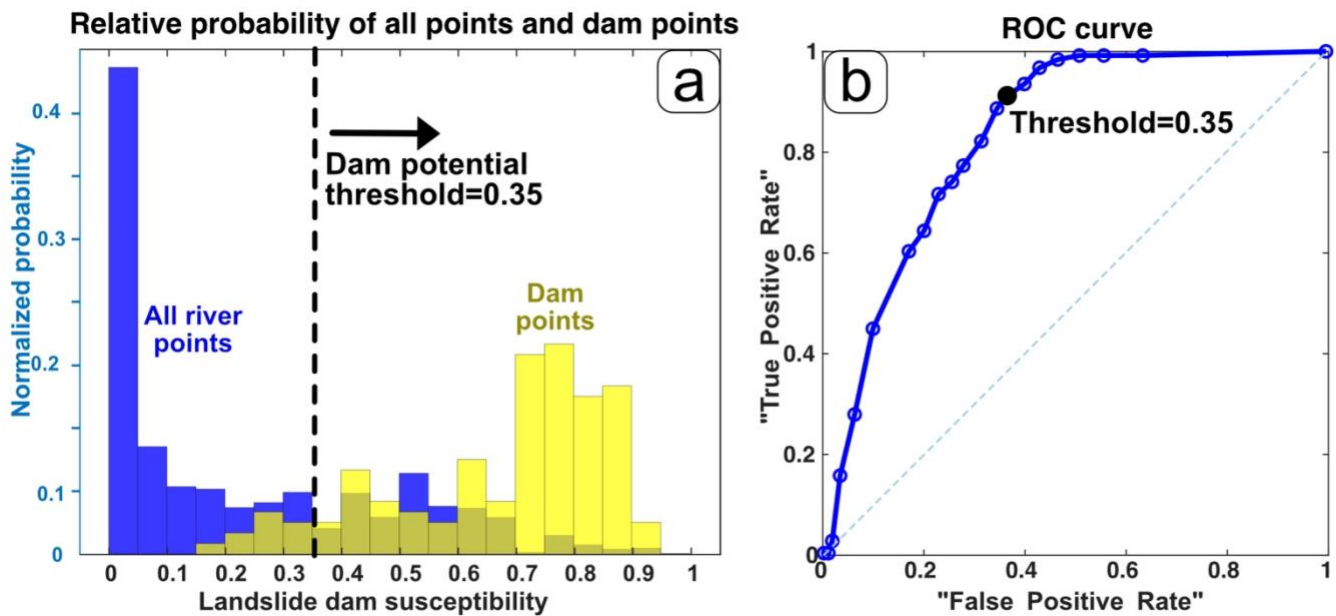 Relative probability of all points and dam points
a
Dam potential
threshold=0.35
All river
points
Dam
points
Normalized probability
0.4
0.3
0.2
0.1
0
0 0.1 0.2 0.3 0.4 0.5 0.6 0.7 0.8 0.9 1
Landslide dam susceptibility
ROC curve
b
Threshold=0.35
"True Positive Rate"
1
0.8
0.6
0.4
0.2
0
0 0.2 0.4 0.6 0.8 1
"False Positive Rate"